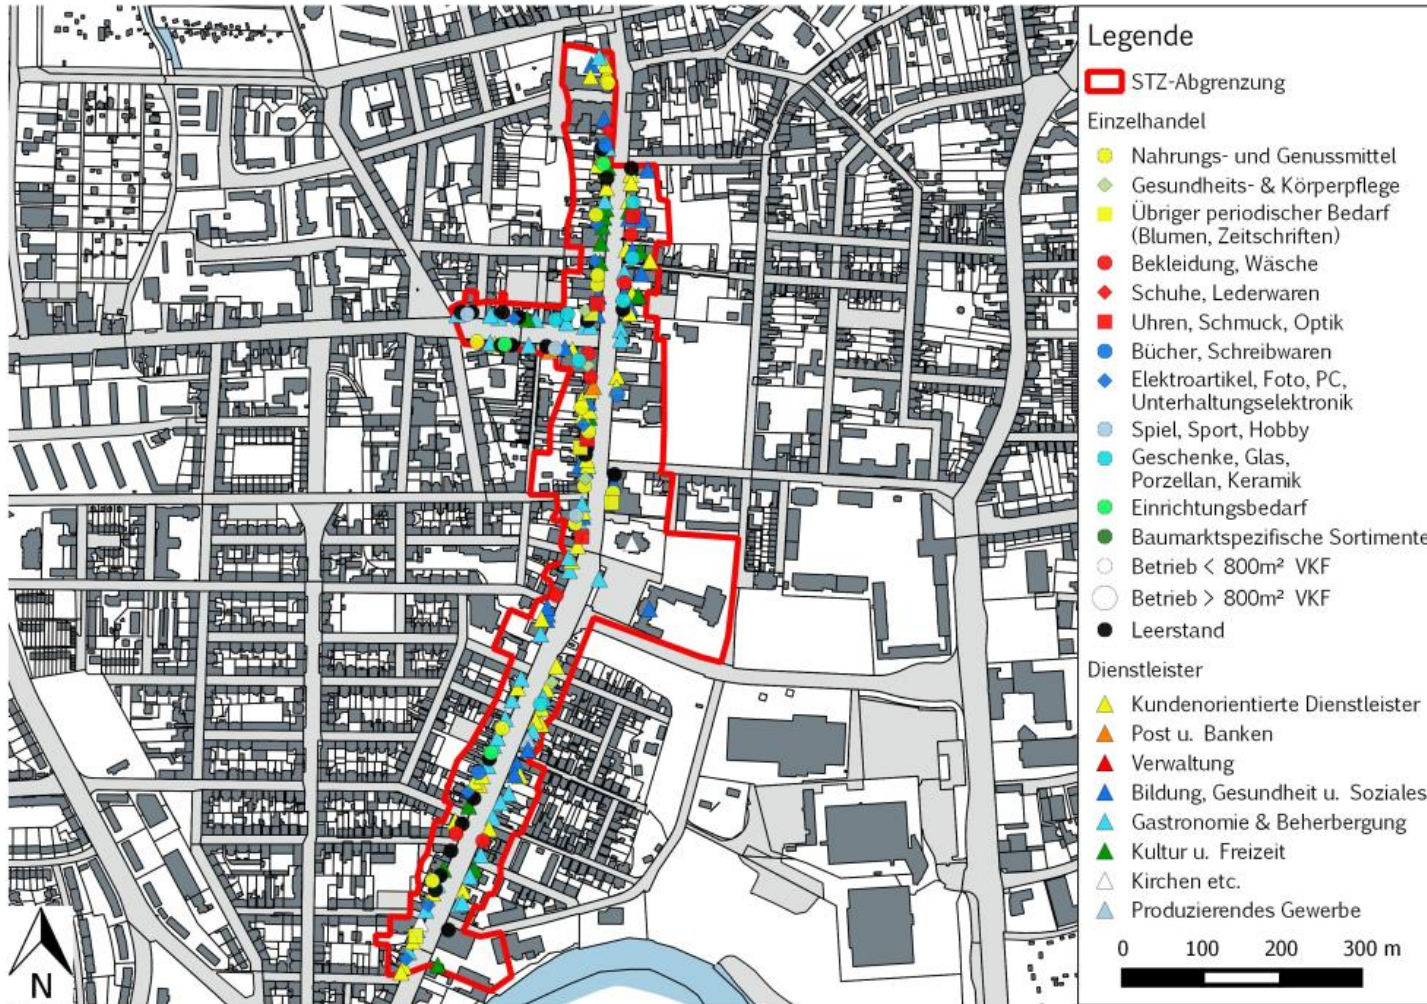 Legende
STZ-Abgrenzung
Einzelhandel
Nahrungs- und Genussmittel
Gesundheits- & Körperpflege
Übriger periodischer Bedarf
(Blumen, Zeitschriften)
Bekleidung, Wäsche
Schuhe, Lederwaren
Uhren, Schmuck, Optik
Bücher, Schreibwaren
Elektroartikel, Foto, PC,
Unterhaltungselektronik
Spiel, Sport, Hobby
Geschenke, Glas,
Porzellan, Keramik
Einrichtungsbedarf
Baumarktspezifische Sortimente
Betrieb < 800m² VKF
Betrieb > 800m² VKF
Leerstand
Dienstleister
Kundenorientierte Dienstleister
Post u. Banken
Verwaltung
Bildung, Gesundheit u. Soziales
Gastronomie & Beherbergung
Kultur u. Freizeit
Kirchen etc.
Produzierendes Gewerbe
0 100 200 300 m
N